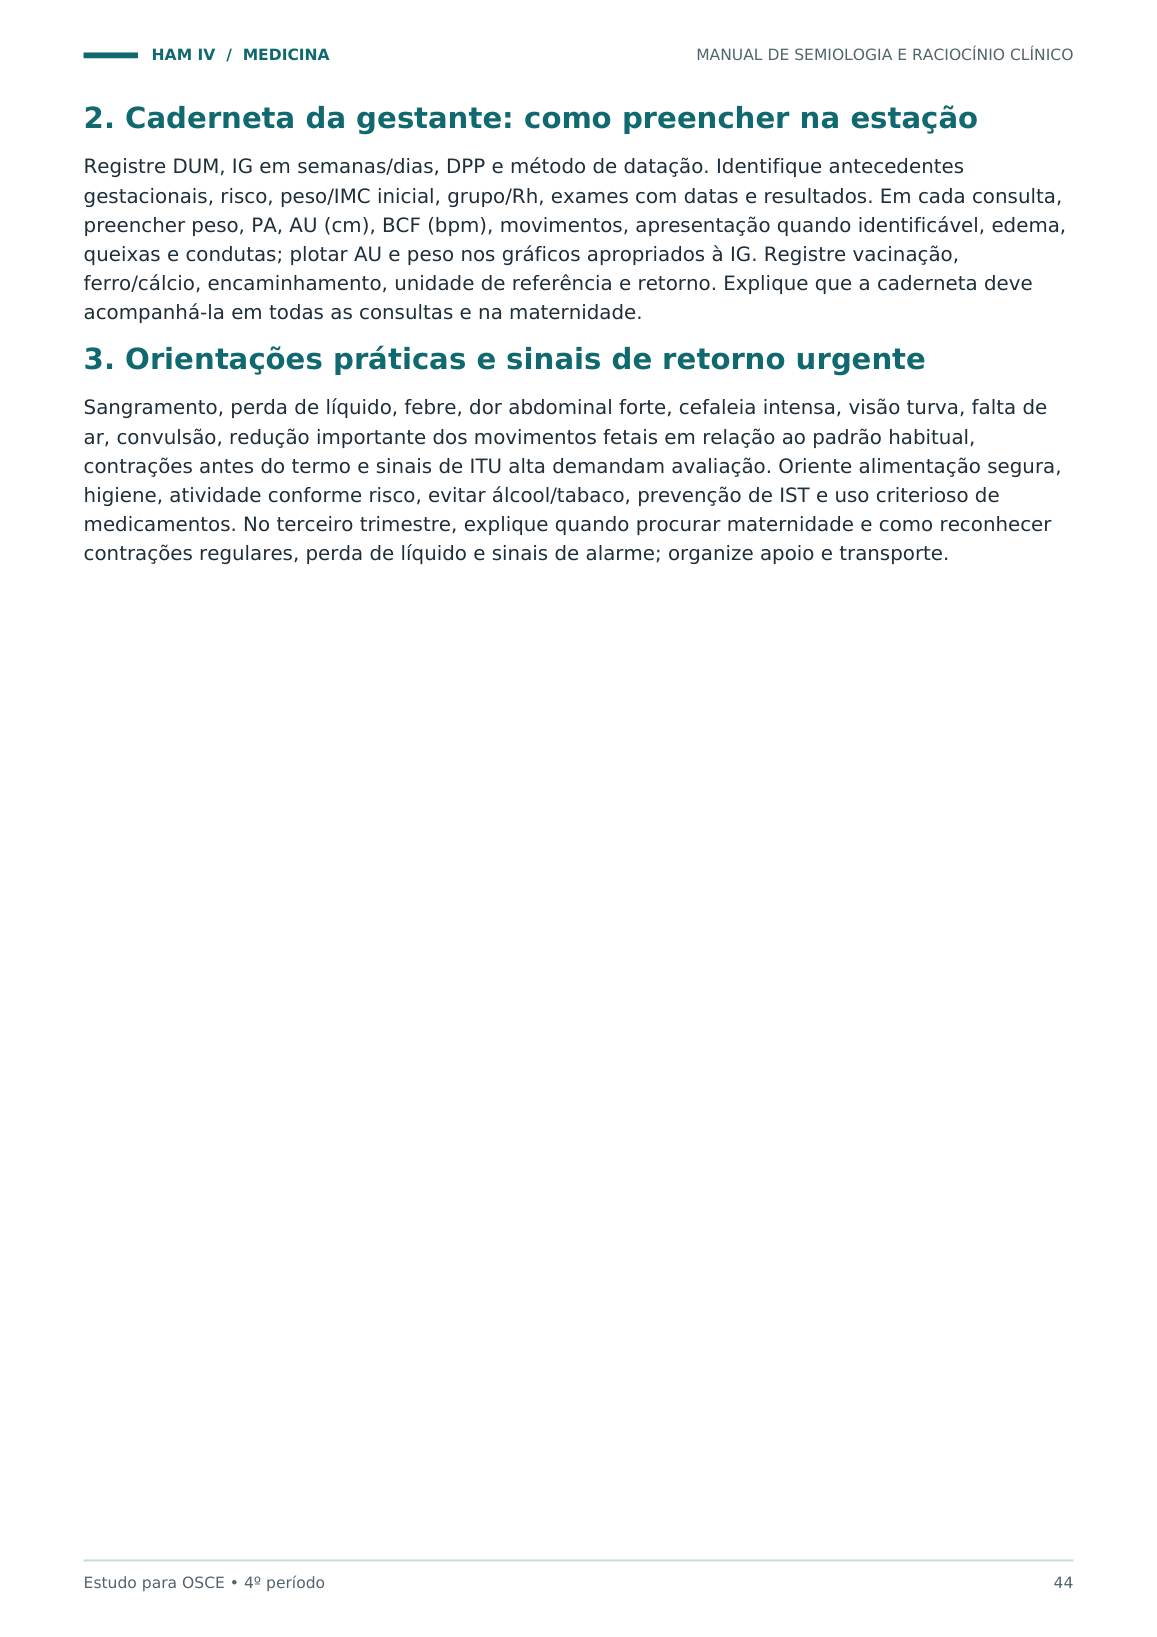 HAM IV / MEDICINA
MANUAL DE SEMIOLOGIA E RACIOCÍNIO CLÍNICO
2. Caderneta da gestante: como preencher na estação
Registre DUM, IG em semanas/dias, DPP e método de datação. Identifique antecedentes
gestacionais, risco, peso/IMC inicial, grupo/Rh, exames com datas e resultados. Em cada consulta,
preencher peso, PA, AU (cm), BCF (bpm), movimentos, apresentação quando identificável, edema,
queixas e condutas; plotar AU e peso nos gráficos apropriados à IG. Registre vacinação,
ferro/cálcio, encaminhamento, unidade de referência e retorno. Explique que a caderneta deve
acompanhá-la em todas as consultas e na maternidade.
3. Orientações práticas e sinais de retorno urgente
Sangramento, perda de líquido, febre, dor abdominal forte, cefaleia intensa, visão turva, falta de
ar, convulsão, redução importante dos movimentos fetais em relação ao padrão habitual,
contrações antes do termo e sinais de ITU alta demandam avaliação. Oriente alimentação segura,
higiene, atividade conforme risco, evitar álcool/tabaco, prevenção de IST e uso criterioso de
medicamentos. No terceiro trimestre, explique quando procurar maternidade e como reconhecer
contrações regulares, perda de líquido e sinais de alarme; organize apoio e transporte.
Estudo para OSCE • 4º período
44